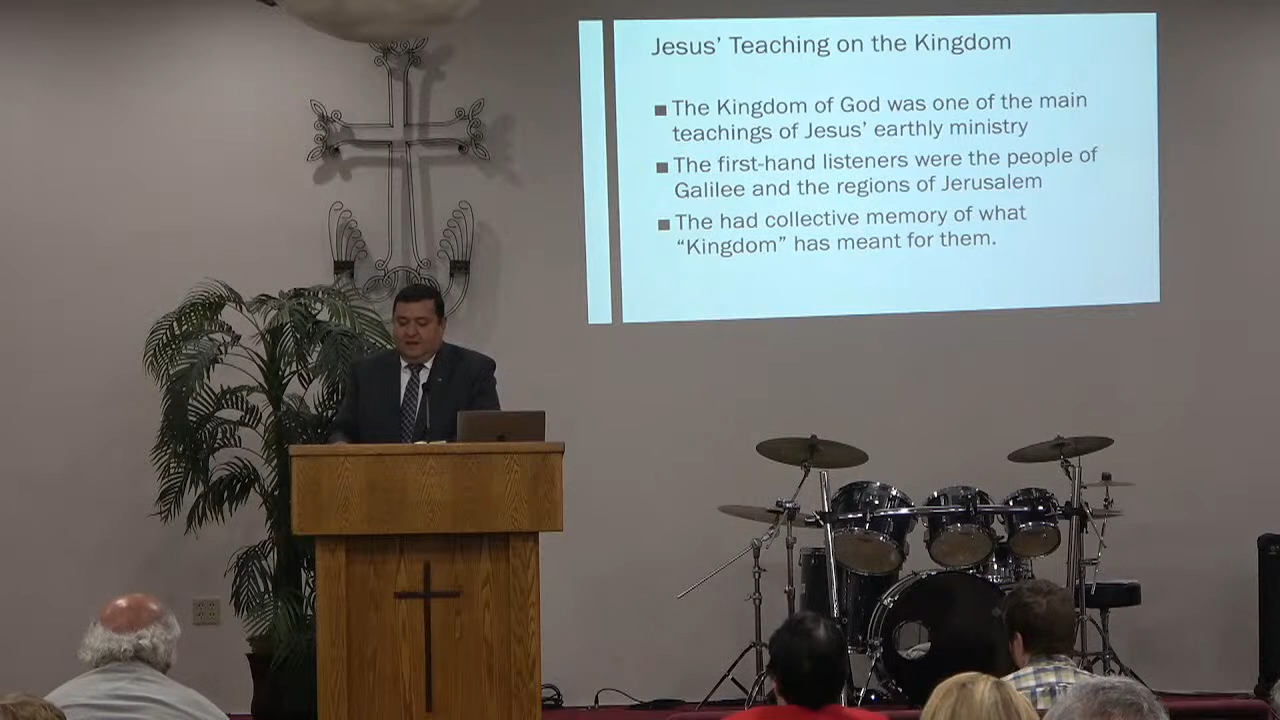 Jesus’ Teaching on the Kingdom
The Kingdom of God was one of the main
teachings of Jesus’ earthly ministry
The first-hand listeners were the people of
Galilee and the regions of Jerusalem
The had collective memory of what
“Kingdom” has meant for them.